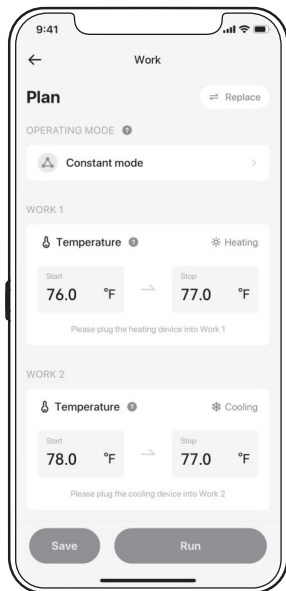 9:41
Work
Plan
Replace
OPERATING MODE ?
Constant mode
WORK 1
Temperature ? Heating
Start Stop
76.0 °F 77.0 °F
Please plug the heating device into Work 1
WORK 2
Temperature ? Cooling
Start Stop
78.0 °F 77.0 °F
Please plug the cooling device into Work 2
Save Run